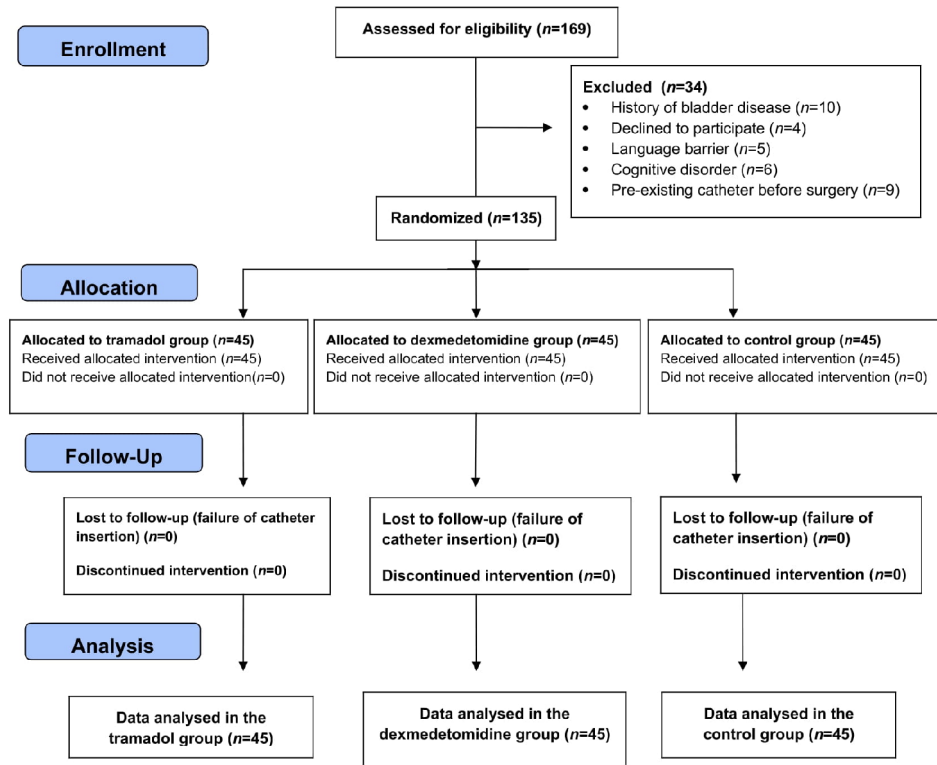 Assessed for eligibility (n=169)
Enrollment
Excluded (n=34)
• History of bladder disease (n=10)
• Declined to participate (n=4)
• Language barrier (n=5)
• Cognitive disorder (n=6)
• Pre-existing catheter before surgery (n=9)
Randomized (n=135)
Allocation
Allocated to tramadol group (n=45)
Received allocated intervention (n=45)
Did not receive allocated intervention(n=0)
Allocated to dexmedetomidine group (n=45)
Received allocated intervention (n=45)
Did not receive allocated intervention (n=0)
Allocated to control group (n=45)
Received allocated intervention (n=45)
Did not receive allocated intervention (n=0)
Follow-Up
Lost to follow-up (failure of catheter
insertion) (n=0)
Discontinued intervention (n=0)
Lost to follow-up (failure of
catheter insertion) (n=0)
Discontinued intervention (n=0)
Lost to follow-up (failure of
catheter insertion) (n=0)
Discontinued intervention (n=0)
Analysis
Data analysed in the
tramadol group (n=45)
Data analysed in the
dexmedetomidine group (n=45)
Data analysed in the
control group (n=45)